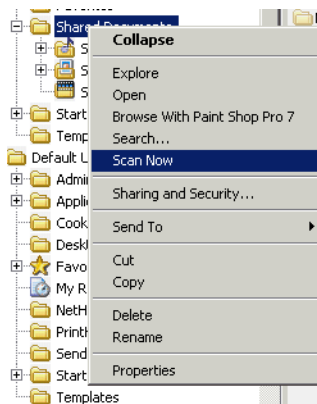 Shared Documents
Collapse
Explore
Open
Browse With Paint Shop Pro 7
Search...
Scan Now
Sharing and Security...
Send To
Cut
Copy
Delete
Rename
Properties
S
S
S
Start
Temp
Default U
Admi
Appli
Cook
Deskt
Favo
My R
NetH
Print
Send
Start
Templates